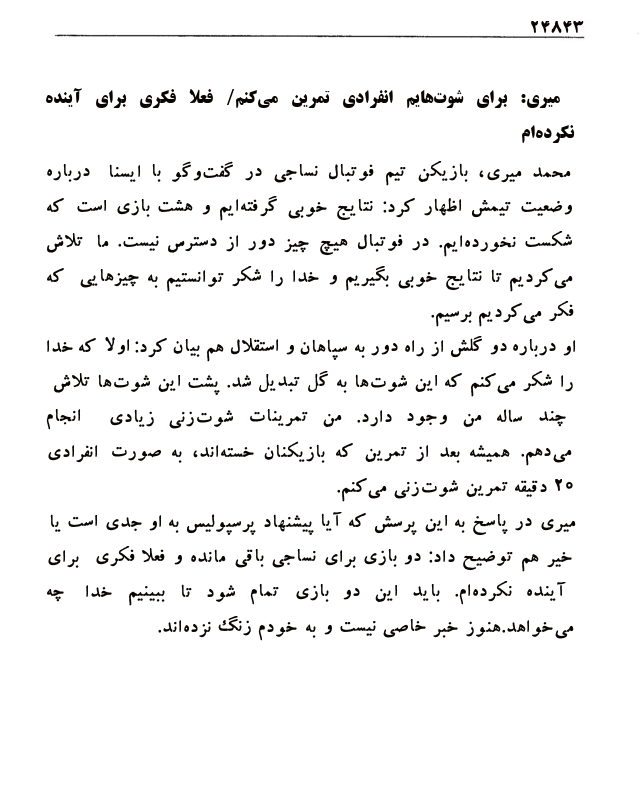 ۲۴۸۴۳
میری: برای شوت‌هایم انفرادی تمرین می‌کنم/ فعلا فکری برای آینده
نکرده‌ام
محمد میری، بازیکن تیم فوتبال نساجی در گفت‌وگو با ایسنا درباره
وضعیت تیمش اظهار کرد: نتایج خوبی گرفته‌ایم و هشت بازی است که
شکست نخورده‌ایم. در فوتبال هیچ چیز دور از دسترس نیست. ما تلاش
می‌کردیم تا نتایج خوبی بگیریم و خدا را شکر توانستیم به چیزهایی که
فکر می‌کردیم برسیم.
او درباره دو گلش از راه دور به سپاهان و استقلال هم بیان کرد: اولا که خدا
را شکر می‌کنم که این شوت‌ها به گل تبدیل شد. پشت این شوت‌ها تلاش
چند ساله من وجود دارد. من تمرینات شوت‌زنی زیادی انجام
می‌دهم. همیشه بعد از تمرین که بازیکنان خسته‌اند، به صورت انفرادی
۲۵ دقیقه تمرین شوت‌زنی می‌کنم.
میری در پاسخ به این پرسش که آیا پیشنهاد پرسپولیس به او جدی است یا
خیر هم توضیح داد: دو بازی برای نساجی باقی مانده و فعلا فکری برای
آینده نکرده‌ام. باید این دو بازی تمام شود تا ببینیم خدا چه
می‌خواهد.هنوز خبر خاصی نیست و به خودم زنگ نزده‌اند.